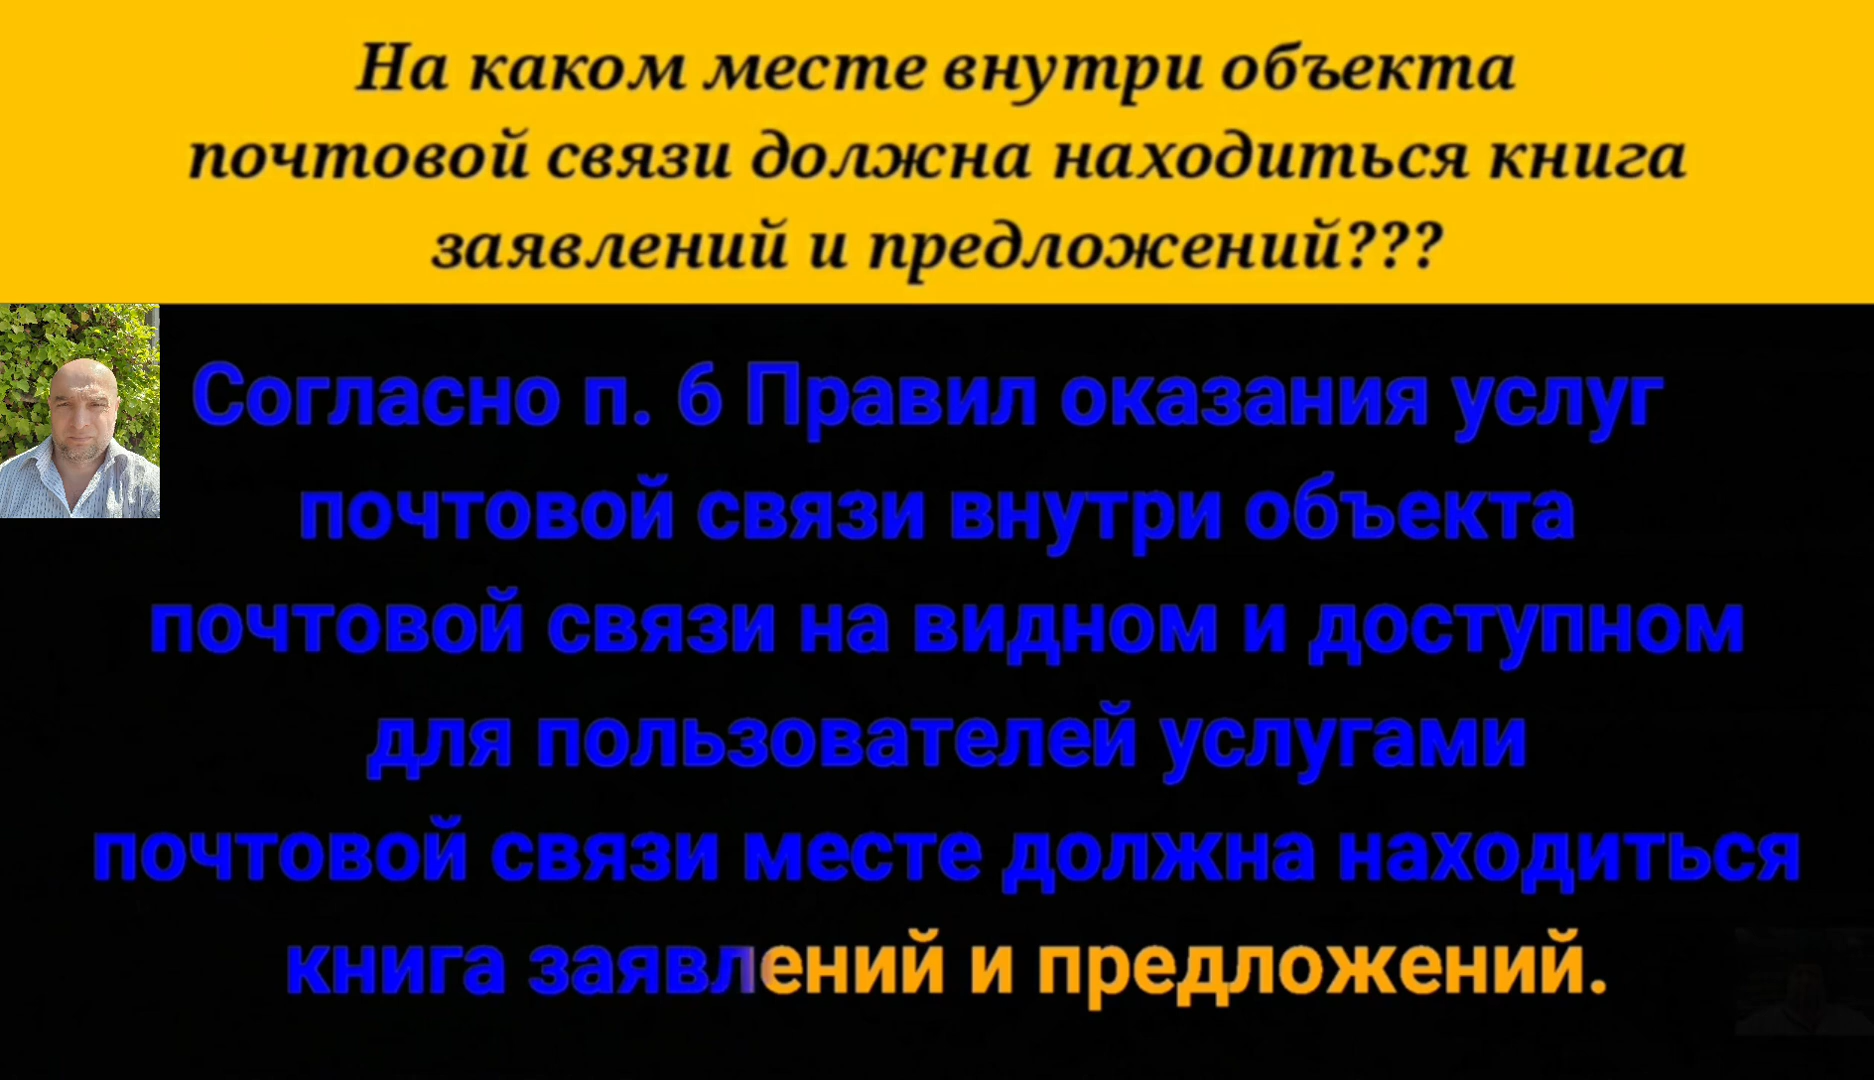 На каком месте внутри объекта
почтовой связи должна находиться книга
заявлений и предложений???
Согласно п. 6 Правил оказания услуг
почтовой связи внутри объекта
почтовой связи на видном и доступном
для пользователей услугами
почтовой связи месте должна находиться
книга заявлений и предложений.